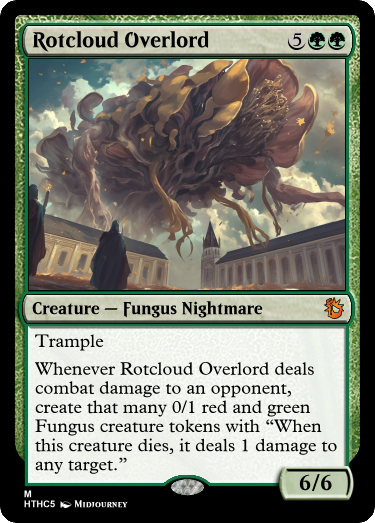 Rotcloud Overlord 5
Creature — Fungus Nightmare
Trample
Whenever Rotcloud Overlord deals
combat damage to an opponent,
create that many 0/1 red and green
Fungus creature tokens with “When
this creature dies, it deals 1 damage to
any target.”
6/6
M
HTHC5 Midjourney